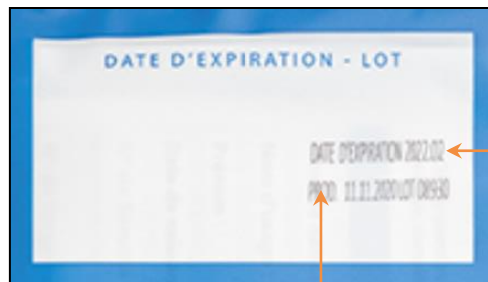 DATE D'EXPIRATION - LOT
DATE D'EXPIRATION 2022.02
PROD. 11.11.2020 LOT D8930